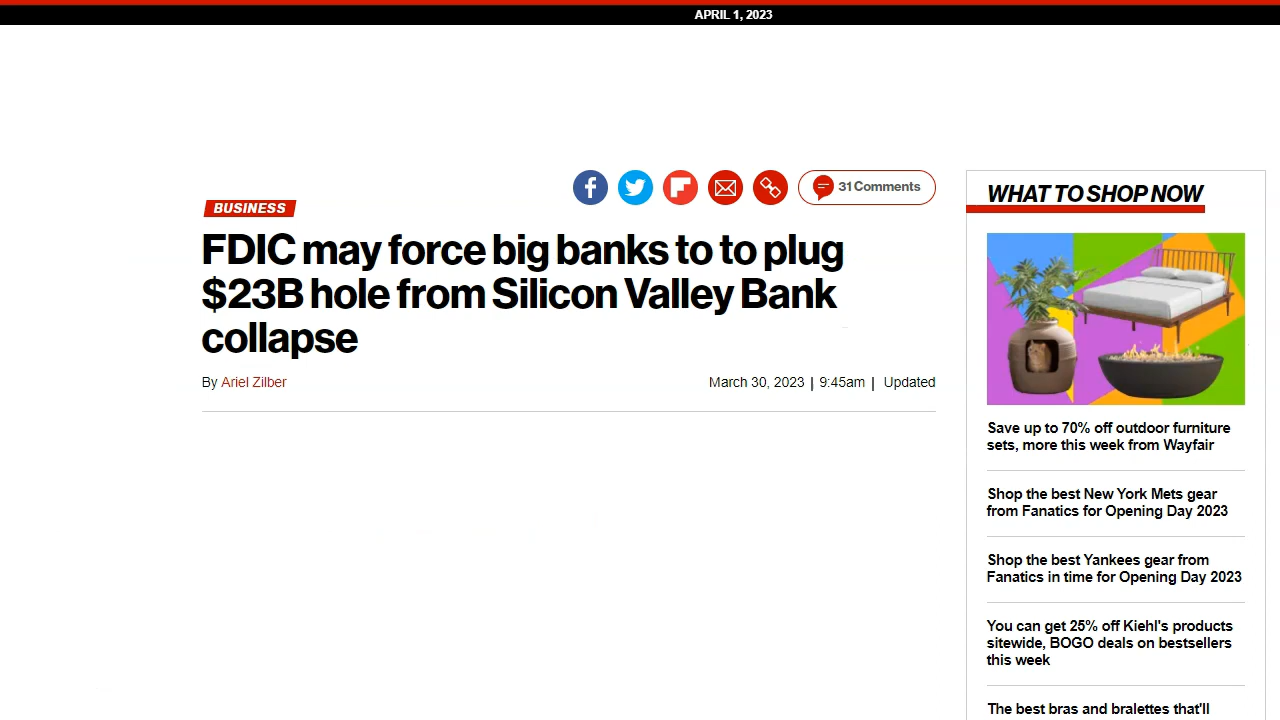 APRIL 1, 2023
31 Comments
BUSINESS
FDIC may force big banks to to plug
$23B hole from Silicon Valley Bank
collapse
By Ariel Zilber
March 30, 2023 | 9:45am | Updated
WHAT TO SHOP NOW
Save up to 70% off outdoor furniture
sets, more this week from Wayfair
Shop the best New York Mets gear
from Fanatics for Opening Day 2023
Shop the best Yankees gear from
Fanatics in time for Opening Day 2023
You can get 25% off Kiehl's products
sitewide, BOGO deals on bestsellers
this week
The best bras and bralettes that'll